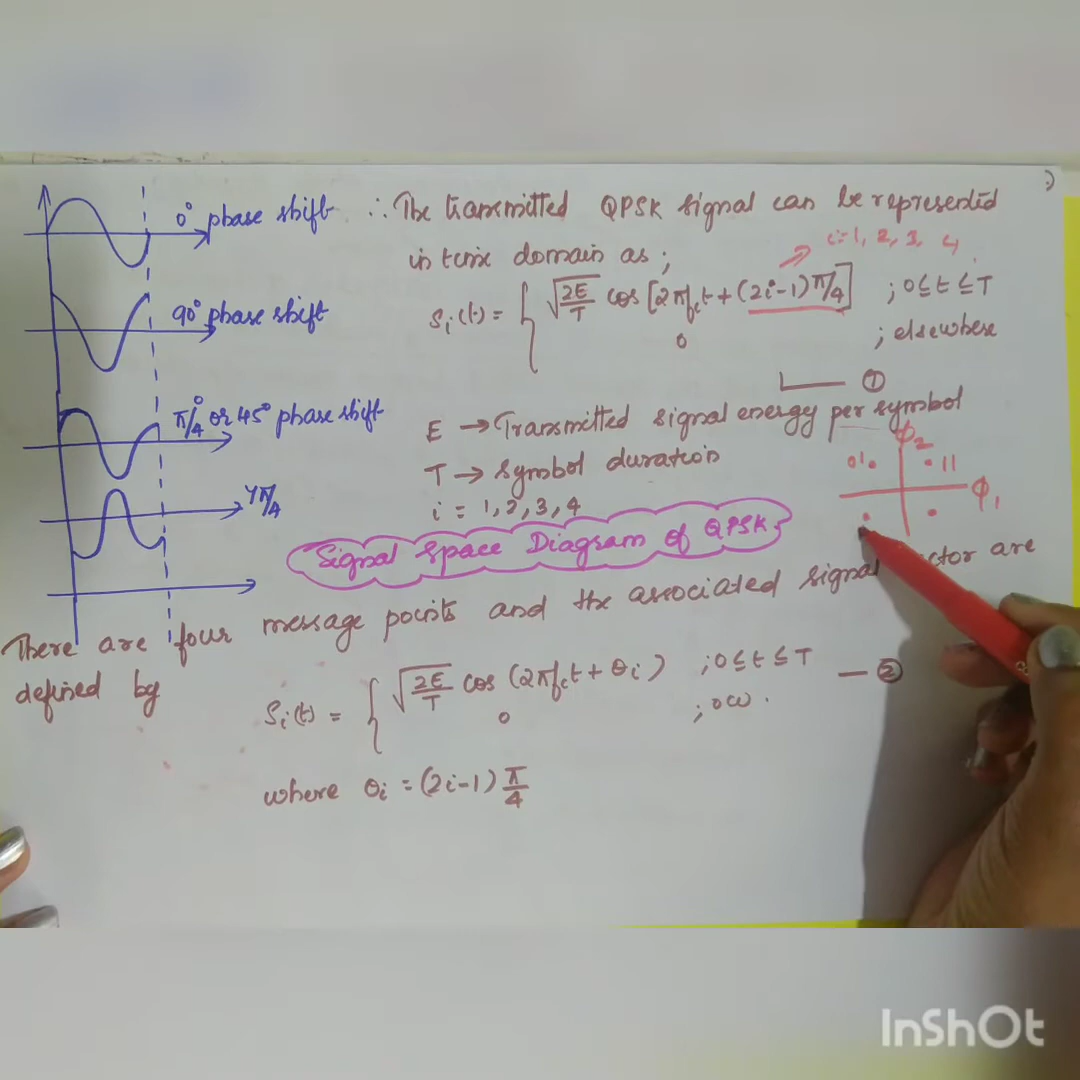 0° phase shift
90° phase shift
π/4° or 45° phase shift
π/4
∴ The transmitted QPSK signal can be represented
in time domain as;
i=1, 2, 3, 4
Si(t) = { √(2E/T) cos [2πfct + (2i-1) π/4] ; 0≤t≤T
0 ; elsewhere
①
E → Transmitted signal energy per symbol
T → symbol duration
i = 1, 2, 3, 4
ϕ2
01
11
ϕ1
Signal Space Diagram of QPSK.
There are four message points and the associated signal are
defined by
Si(t) = { √(2E/T) cos (2πfct + θi) ; 0≤t≤T — ②
0 ; ow.
where θi = (2i-1) π/4
InShOt